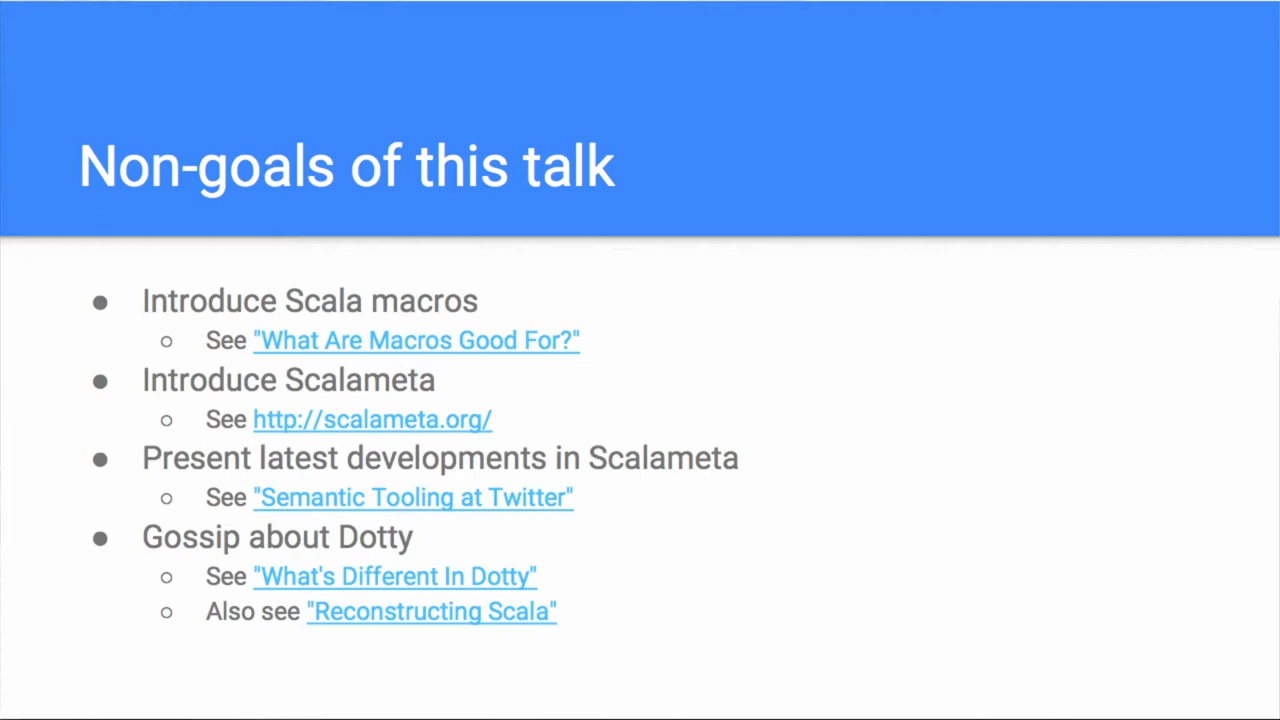 Non-goals of this talk
● Introduce Scala macros
○ See "What Are Macros Good For?"
● Introduce Scalameta
○ See http://scalameta.org/
● Present latest developments in Scalameta
○ See "Semantic Tooling at Twitter"
● Gossip about Dotty
○ See "What's Different In Dotty"
○ Also see "Reconstructing Scala"